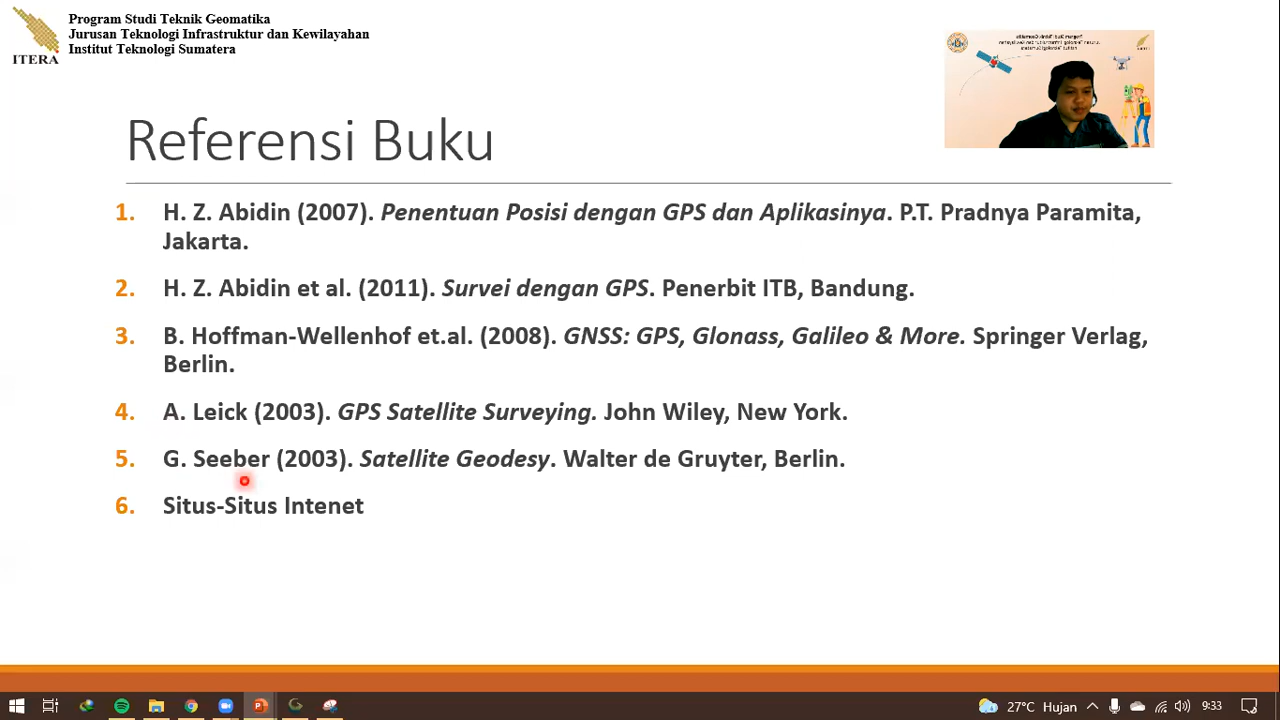 Program Studi Teknik Geomatika
Jurusan Teknologi Infrastruktur dan Kewilayahan
Institut Teknologi Sumatera
ITERA
Referensi Buku
1. H. Z. Abidin (2007). Penentuan Posisi dengan GPS dan Aplikasinya. P.T. Pradnya Paramita,
Jakarta.
2. H. Z. Abidin et al. (2011). Survei dengan GPS. Penerbit ITB, Bandung.
3. B. Hoffman-Wellenhof et.al. (2008). GNSS: GPS, Glonass, Galileo & More. Springer Verlag,
Berlin.
4. A. Leick (2003). GPS Satellite Surveying. John Wiley, New York.
5. G. Seeber (2003). Satellite Geodesy. Walter de Gruyter, Berlin.
6. Situs-Situs Intenet
27°C Hujan 9:33